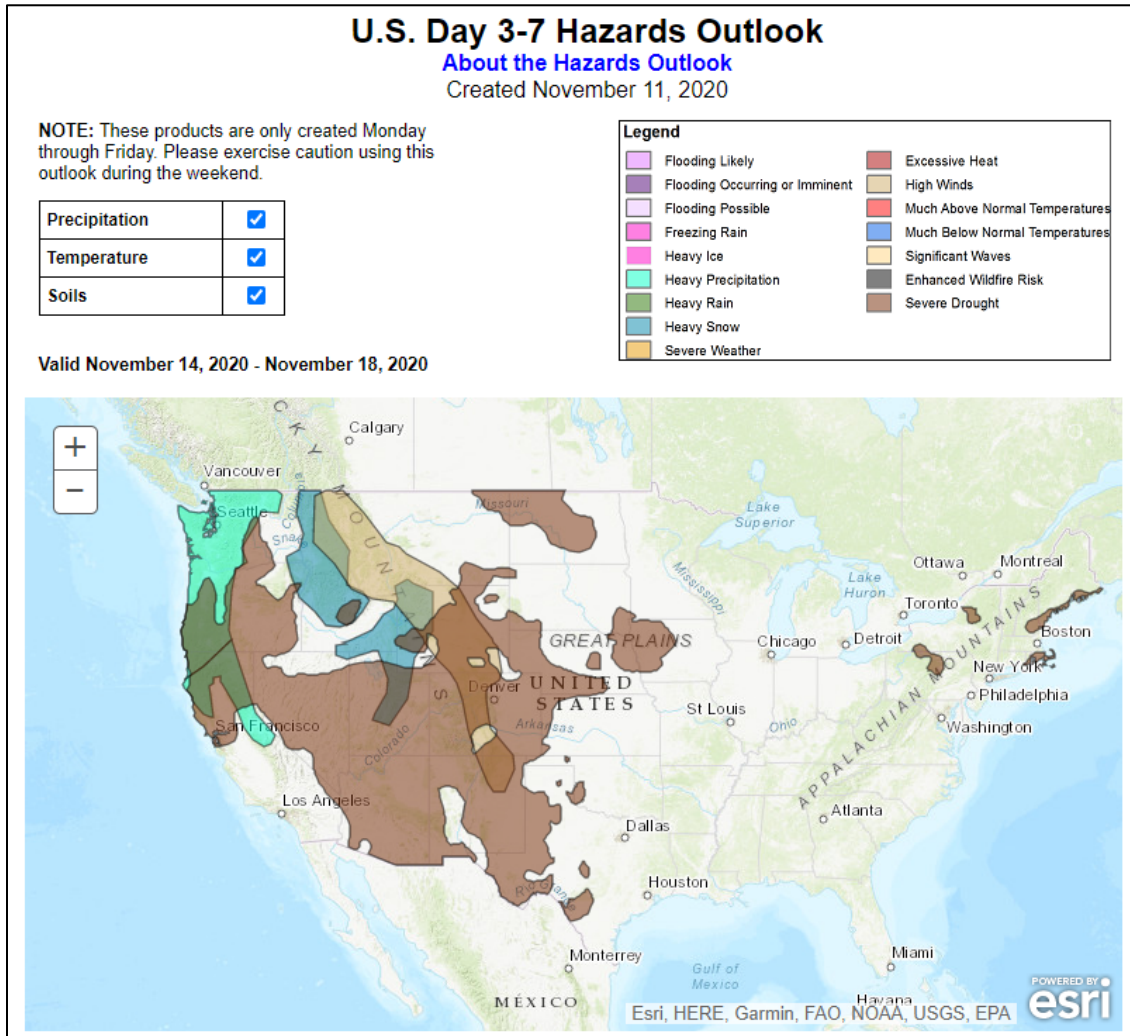 U.S. Day 3-7 Hazards Outlook
About the Hazards Outlook
Created November 11, 2020
NOTE: These products are only created Monday
through Friday. Please exercise caution using this
outlook during the weekend.
Precipitation
Temperature
Soils
Valid November 14, 2020 - November 18, 2020
Legend
Flooding Likely
Flooding Occurring or Imminent
Flooding Possible
Freezing Rain
Heavy Ice
Heavy Precipitation
Heavy Rain
Heavy Snow
Severe Weather
Excessive Heat
High Winds
Much Above Normal Temperatures
Much Below Normal Temperatures
Significant Waves
Enhanced Wildfire Risk
Severe Drought
+
−
CKY MOUNTAINS
Calgary
Vancouver
Seattle
Columbia
Snake
Missouri
Lake
Superior
Mississippi
Ottawa
Montreal
Lake
Huron
Toronto
Boston
GREAT PLAINS
Chicago
Detroit
New York
Philadelphia
Denver
UNITED
STATES
St Louis
Ohio
Washington
APPALACHIAN MOUNTAINS
San Francisco
Colorado
Arkansas
Los Angeles
Atlanta
Dallas
Rio Grande
Houston
Monterrey
Miami
Gulf of
Mexico
Havana
MÉXICO
Esri, HERE, Garmin, FAO, NOAA, USGS, EPA
POWERED BY
esri